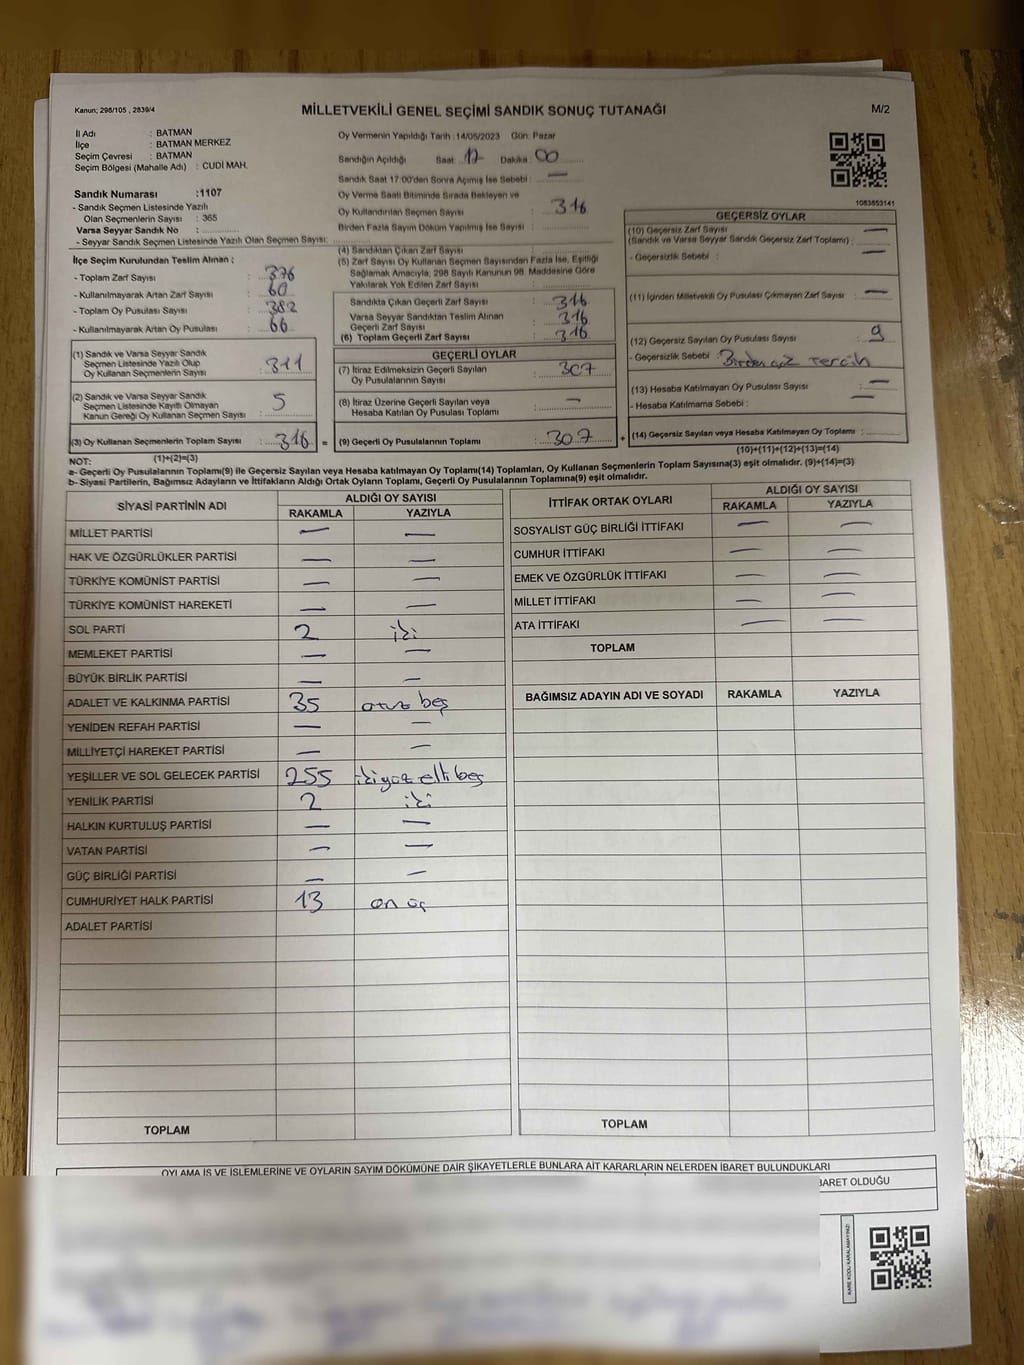 Kanun; 298/105 , 2839/4
MİLLETVEKİLİ GENEL SEÇİMİ SANDIK SONUÇ TUTANAĞI
M/2
İl Adı : BATMAN
İlçe : BATMAN MERKEZ
Seçim Çevresi : BATMAN
Seçim Bölgesi (Mahalle Adı) : CUDİ MAH.
Sandık Numarası :1107
- Sandık Seçmen Listesinde Yazılı
Olan Seçmenlerin Sayısı : 365
Varsa Seyyar Sandık No :
- Seyyar Sandık Seçmen Listesinde Yazılı Olan Seçmen Sayısı:
Oy Vermenin Yapıldığı Tarih :14/05/2023 Gün: Pazar
Sandığın Açıldığı Saat 17 Dakika 00
Sandık Saat 17:00'den Sonra Açılmış İse Sebebi : —
Oy Verme Saati Bitiminde Sırada Bekleyen ve
Oy Kullandırılan Seçmen Sayısı : 316
Birden Fazla Sayım Döküm Yapılmış İse Sayısı :
1083853141
İlçe Seçim Kurulundan Teslim Alınan ;
- Toplam Zarf Sayısı : 376
- Kullanılmayarak Artan Zarf Sayısı : 60
- Toplam Oy Pusulası Sayısı : 382
- Kullanılmayarak Artan Oy Pusulası : 66
(1) Sandık ve Varsa Seyyar Sandık
Seçmen Listesinde Yazılı Olup
Oy Kullanan Seçmenlerin Sayısı : 311
(2) Sandık ve Varsa Seyyar Sandık
Seçmen Listesinde Kayıtlı Olmayan
Kanun Gereği Oy Kullanan Seçmen Sayısı : 5
(3) Oy Kullanan Seçmenlerin Toplam Sayısı : 316 =
(1)+(2)=(3)
(4) Sandıktan Çıkan Zarf Sayısı :
(5) Zarf Sayısı Oy Kullanan Seçmen Sayısından Fazla İse, Eşitliği
Sağlamak Amacıyla; 298 Sayılı Kanunun 98. Maddesine Göre
Yakılarak Yok Edilen Zarf Sayısı :
Sandıkta Çıkan Geçerli Zarf Sayısı : 316
Varsa Seyyar Sandıktan Teslim Alınan
Geçerli Zarf Sayısı : 316
(6) Toplam Geçerli Zarf Sayısı : 316
GEÇERLİ OYLAR
(7) İtiraz Edilmeksizin Geçerli Sayılan
Oy Pusulalarının Sayısı : 307
(8) İtiraz Üzerine Geçerli Sayılan veya
Hesaba Katılan Oy Pusulası Toplamı : —
(9) Geçerli Oy Pusulalarının Toplamı : 307 +
GEÇERSİZ OYLAR
(10) Geçersiz Zarf Sayısı —
(Sandık ve Varsa Seyyar Sandık Geçersiz Zarf Toplamı) :
- Geçersizlik Sebebi : —
(11) İçinden Milletvekili Oy Pusulası Çıkmayan Zarf Sayısı : —
(12) Geçersiz Sayılan Oy Pusulası Sayısı : 9
- Geçersizlik Sebebi : Birden çok tercih
(13) Hesaba Katılmayan Oy Pusulası Sayısı : —
- Hesaba Katılmama Sebebi : —
(14) Geçersiz Sayılan veya Hesaba Katılmayan Oy Toplamı :
(10)+(11)+(12)+(13)=(14)
NOT:
a- Geçerli Oy Pusulalarının Toplamı(9) ile Geçersiz Sayılan veya Hesaba katılmayan Oy Toplamı(14) Toplamları, Oy Kullanan Seçmenlerin Toplam Sayısına(3) eşit olmalıdır. (9)+(14)=(3)
b- Siyasi Partilerin, Bağımsız Adayların ve İttifakların Aldığı Ortak Oyların Toplamı, Geçerli Oy Pusulalarının Toplamına(9) eşit olmalıdır.
SİYASİ PARTİNİN ADI ALDIĞI OY SAYISI
RAKAMLA YAZIYLA
MİLLET PARTİSİ — —
HAK VE ÖZGÜRLÜKLER PARTİSİ — —
TÜRKİYE KOMÜNİST PARTİSİ — —
TÜRKİYE KOMÜNİST HAREKETİ — —
SOL PARTİ 2 iki
MEMLEKET PARTİSİ — —
BÜYÜK BİRLİK PARTİSİ — —
ADALET VE KALKINMA PARTİSİ 35 otuz beş
YENİDEN REFAH PARTİSİ — —
MİLLİYETÇİ HAREKET PARTİSİ — —
YEŞİLLER VE SOL GELECEK PARTİSİ 255 ikiyüz elli beş
YENİLİK PARTİSİ 2 iki
HALKIN KURTULUŞ PARTİSİ — —
VATAN PARTİSİ — —
GÜÇ BİRLİĞİ PARTİSİ — —
CUMHURİYET HALK PARTİSİ 13 on üç
ADALET PARTİSİ
TOPLAM
İTTİFAK ORTAK OYLARI ALDIĞI OY SAYISI
RAKAMLA YAZIYLA
SOSYALİST GÜÇ BİRLİĞİ İTTİFAKI — —
CUMHUR İTTİFAKI — —
EMEK VE ÖZGÜRLÜK İTTİFAKI — —
MİLLET İTTİFAKI — —
ATA İTTİFAKI — —
TOPLAM
BAĞIMSIZ ADAYIN ADI VE SOYADI RAKAMLA YAZIYLA
TOPLAM
OYLAMA İŞ VE İŞLEMLERİNE VE OYLARIN SAYIM DÖKÜMÜNE DAİR ŞİKAYETLERLE BUNLARA AİT KARARLARIN NELERDEN İBARET BULUNDUKLARI
BARET OLDUĞU
KARE KODU KARALAMAYINIZ!